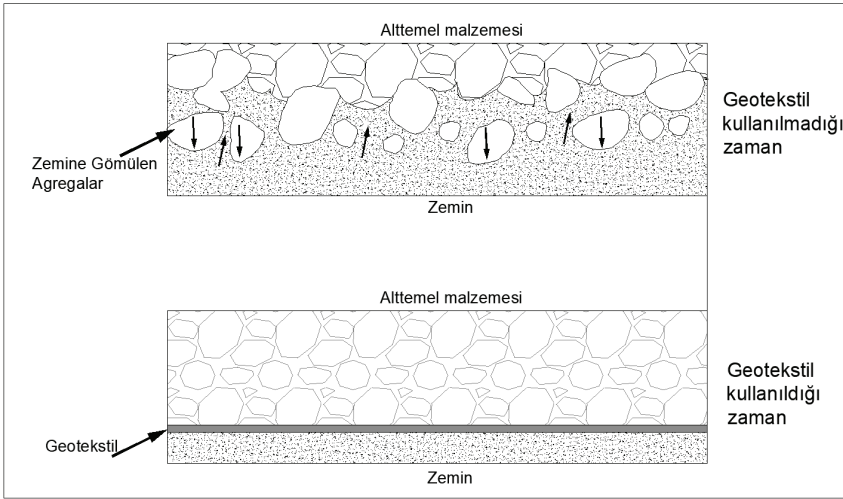 Alttemel malzemesi
Geotekstil
kullanılmadığı
zaman
Zemine Gömülen
Agregalar
Zemin
Alttemel malzemesi
Geotekstil
kullanıldığı
zaman
Geotekstil
Zemin